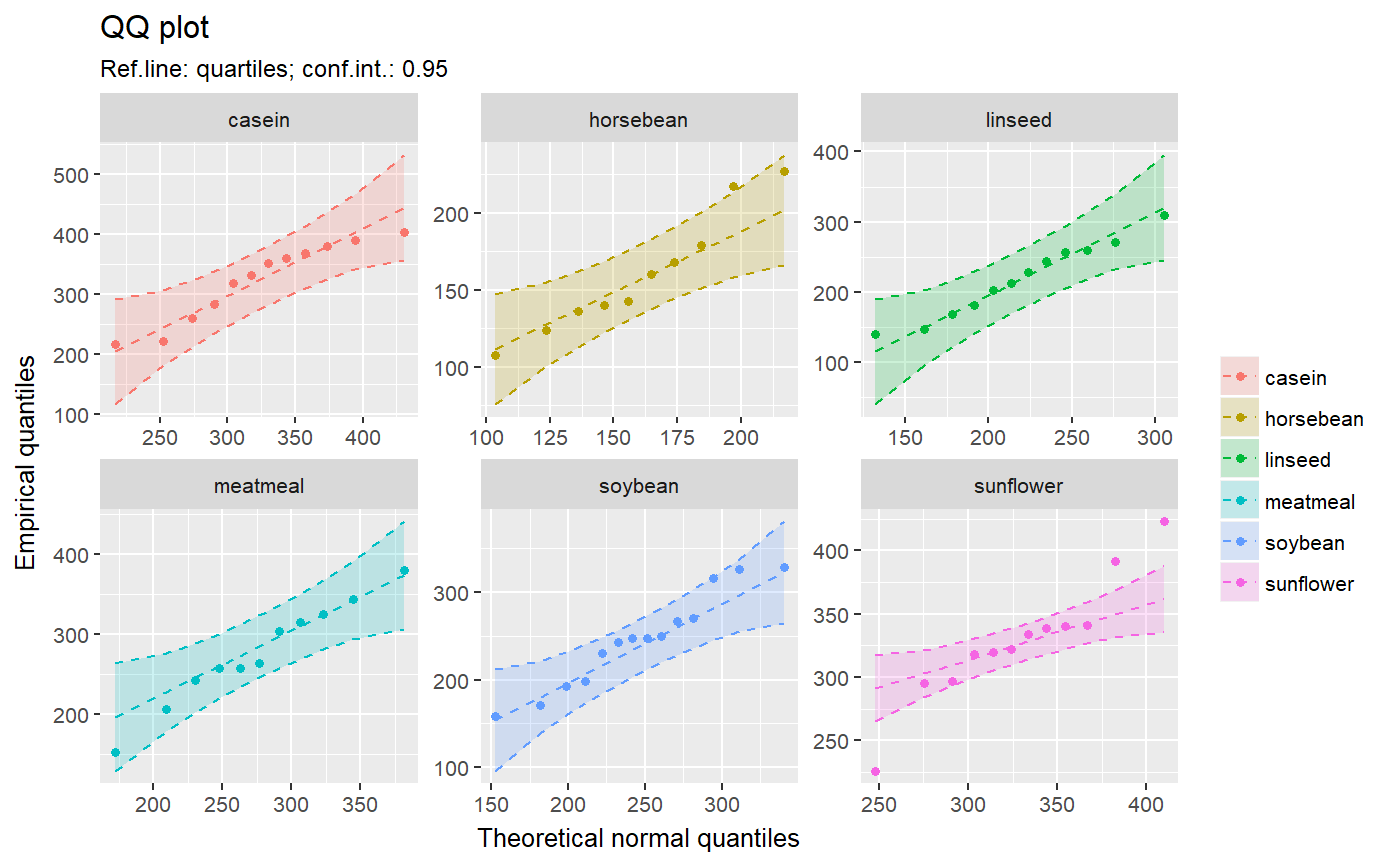 QQ plot
Ref.line: quartiles; conf.int.: 0.95
casein
horsebean
linseed
500
400
300
200
100
250 300 350 400
200
150
100
100 125 150 175 200
400
300
200
100
150 200 250 300
meatmeal
soybean
sunflower
400
300
200
200 250 300 350
300
200
100
150 200 250 300
400
350
300
250
250 300 350 400
Empirical quantiles
Theoretical normal quantiles
casein
horsebean
linseed
meatmeal
soybean
sunflower